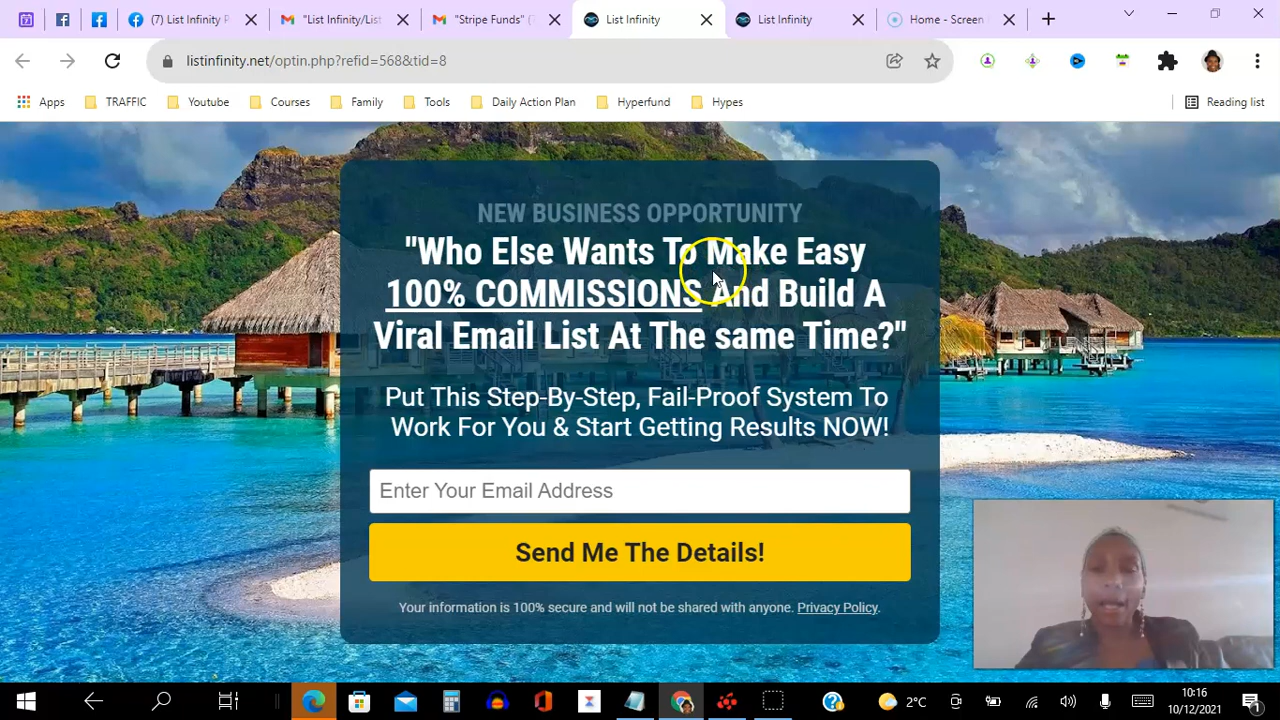 (7) List Infinity P
"List Infinity/List
"Stripe Funds" (
List Infinity
List Infinity
Home - Screen
listinfinity.net/optin.php?refid=568&tid=8
Apps
TRAFFIC
Youtube
Courses
Family
Tools
Daily Action Plan
Hyperfund
Hypes
Reading list
NEW BUSINESS OPPORTUNITY
"Who Else Wants To Make Easy
100% COMMISSIONS And Build A
Viral Email List At The same Time?"
Put This Step-By-Step, Fail-Proof System To
Work For You & Start Getting Results NOW!
Enter Your Email Address
Send Me The Details!
Your information is 100% secure and will not be shared with anyone. Privacy Policy.
2°C
10:16
10/12/2021